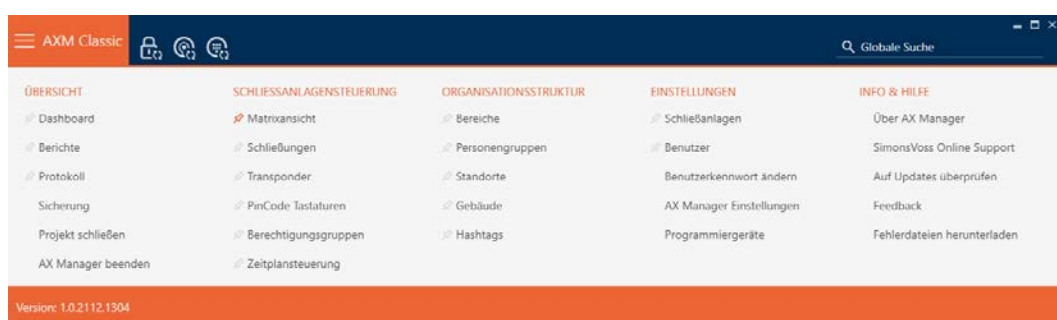 AXM Classic
Globale Suche
ÜBERSICHT
Dashboard
Berichte
Protokoll
Sicherung
Projekt schließen
AX Manager beenden
SCHLIESSANLAGENSTEUERUNG
Matrixansicht
Schließungen
Transponder
PinCode Tastaturen
Berechtigungsgruppen
Zeitplansteuerung
ORGANISATIONSSTRUKTUR
Bereiche
Personengruppen
Standorte
Gebäude
Hashtags
EINSTELLUNGEN
Schließanlagen
Benutzer
Benutzerkennwort ändern
AX Manager Einstellungen
Programmiergeräte
INFO & HILFE
Über AX Manager
SimonsVoss Online Support
Auf Updates überprüfen
Feedback
Fehlerdateien herunterladen
Version: 1.0.2112.1304